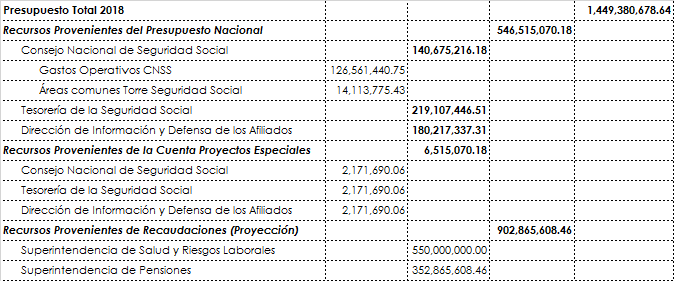 Presupuesto Total 2018 1,449,380,678.64
Recursos Provenientes del Presupuesto Nacional 546,515,070.18
Consejo Nacional de Seguridad Social 140,675,216.18
Gastos Operativos CNSS 126,561,440.75
Áreas comunes Torre Seguridad Social 14,113,775.43
Tesorería de la Seguridad Social 219,107,446.51
Dirección de Información y Defensa de los Afiliados 180,217,337.31
Recursos Provenientes de la Cuenta Proyectos Especiales 6,515,070.18
Consejo Nacional de Seguridad Social 2,171,690.06
Tesorería de la Seguridad Social 2,171,690.06
Dirección de Información y Defensa de los Afiliados 2,171,690.06
Recursos Provenientes de Recaudaciones (Proyección) 902,865,608.46
Superintendencia de Salud y Riesgos Laborales 550,000,000.00
Superintendencia de Pensiones 352,865,608.46